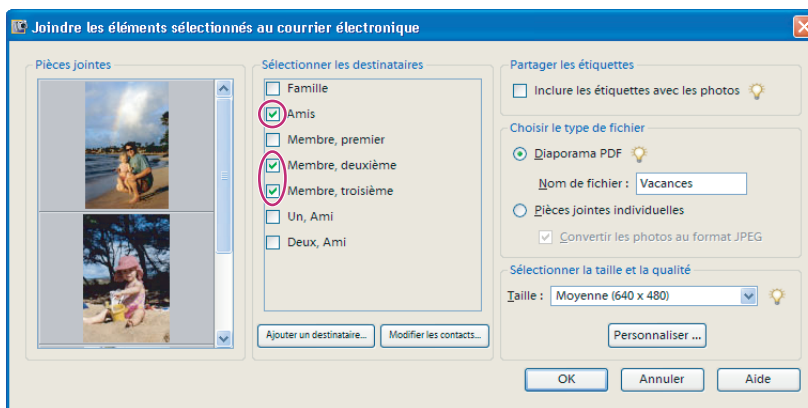 Joindre les éléments sélectionnés au courrier électronique
Pièces jointes
Sélectionner les destinataires
Famille
Amis
Membre, premier
Membre, deuxième
Membre, troisième
Un, Ami
Deux, Ami
Ajouter un destinataire...
Modifier les contacts...
Partager les étiquettes
Inclure les étiquettes avec les photos
Choisir le type de fichier
Diaporama PDF
Nom de fichier : Vacances
Pièces jointes individuelles
Convertir les photos au format JPEG
Sélectionner la taille et la qualité
Taille : Moyenne (640 x 480)
Personnaliser ...
OK Annuler Aide